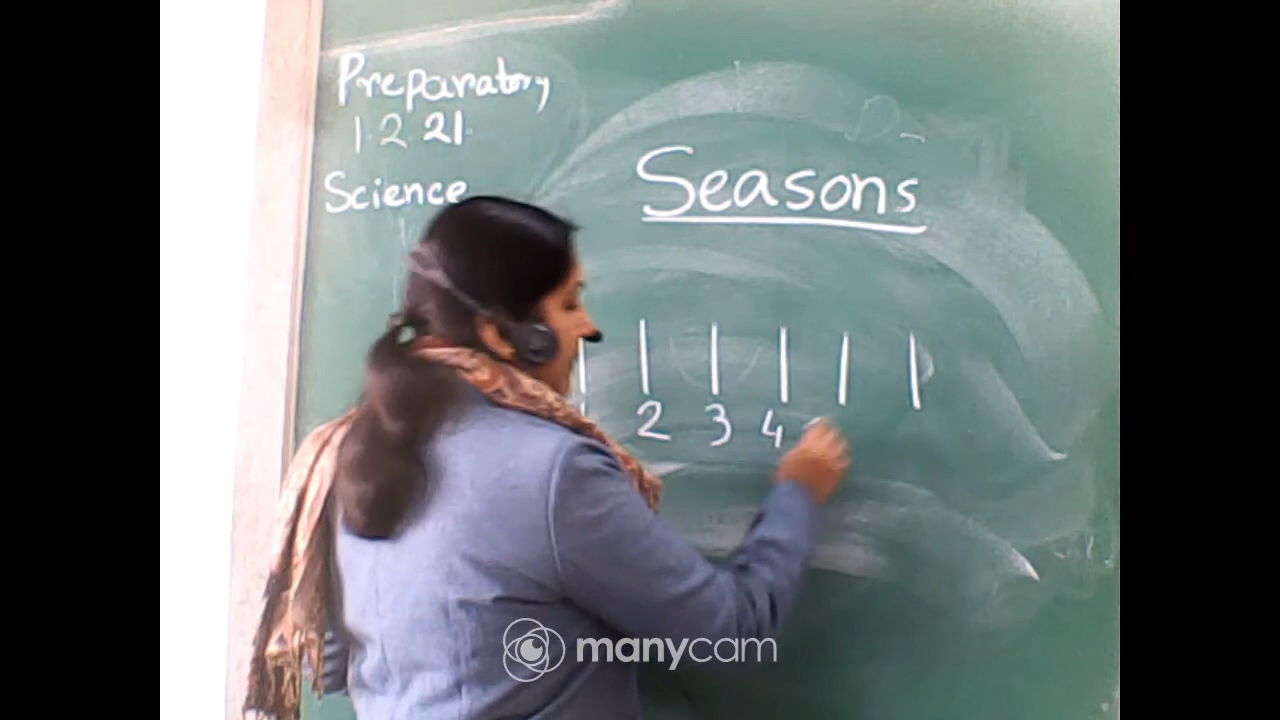 Preparatory
1.2.21.
Science
Seasons
2 3 4
manycam